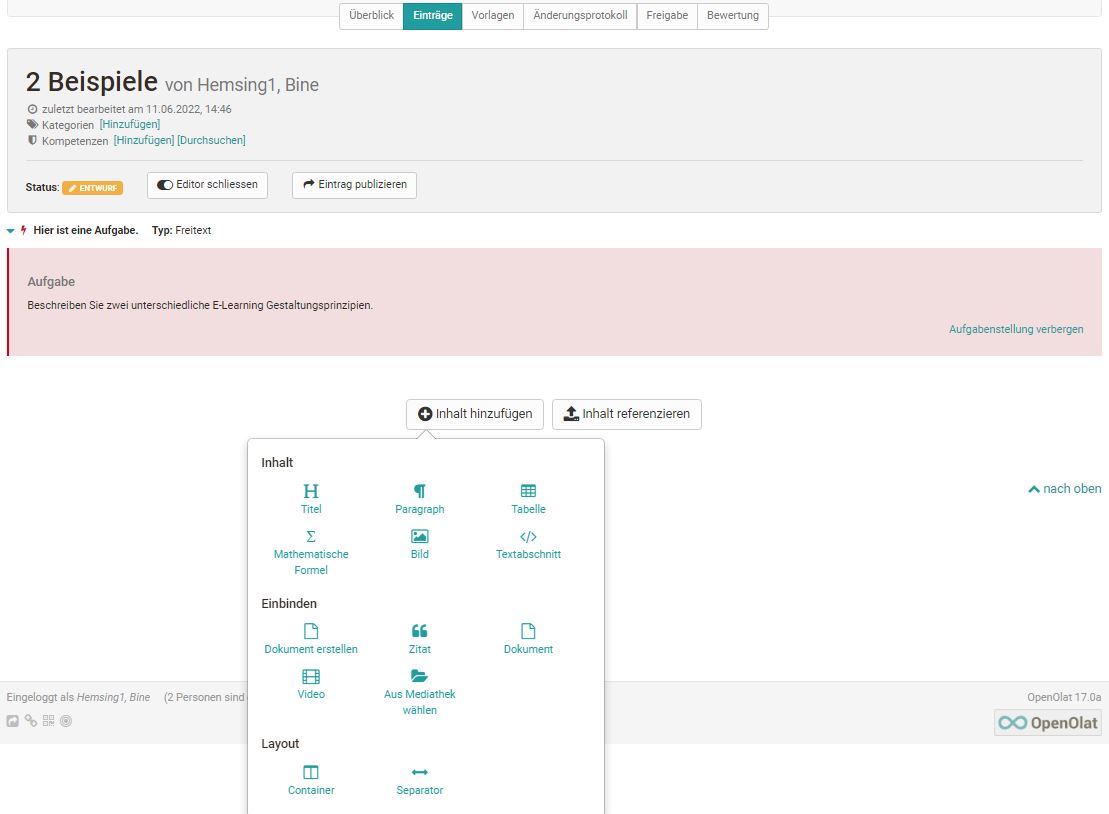 Überblick Einträge Vorlagen Änderungsprotokoll Freigabe Bewertung
2 Beispiele von Hemsing1, Bine
zuletzt bearbeitet am 11.06.2022, 14:46
Kategorien [Hinzufügen]
Kompetenzen [Hinzufügen] [Durchsuchen]
Status: ENTWURF Editor schliessen Eintrag publizieren
Hier ist eine Aufgabe. Typ: Freitext
Aufgabe
Beschreiben Sie zwei unterschiedliche E-Learning Gestaltungsprinzipien.
Aufgabenstellung verbergen
Inhalt hinzufügen Inhalt referenzieren
Inhalt
nach oben
Titel Paragraph Tabelle
Mathematische Formel Bild Textabschnitt
Einbinden
Dokument erstellen Zitat Dokument
Video Aus Mediathek wählen
Eingeloggt als Hemsing1, Bine (2 Personen sind
OpenOlat 17.0a
OpenOlat
Layout
Container Separator